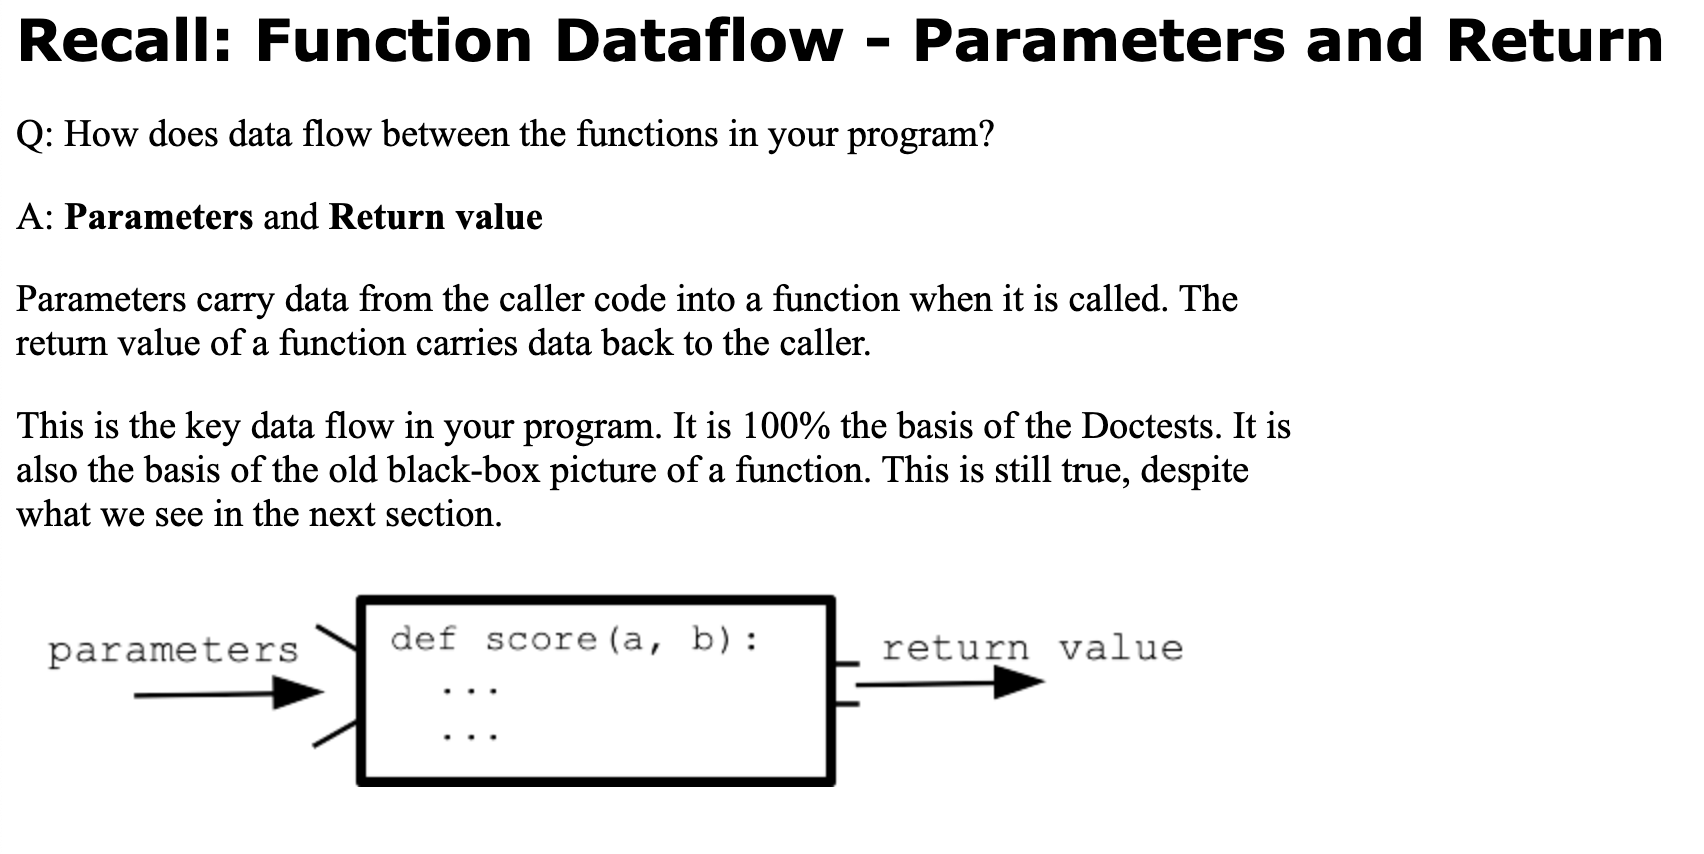 Recall: Function Dataflow - Parameters and Return
Q: How does data flow between the functions in your program?
A: Parameters and Return value
Parameters carry data from the caller code into a function when it is called. The
return value of a function carries data back to the caller.
This is the key data flow in your program. It is 100% the basis of the Doctests. It is
also the basis of the old black-box picture of a function. This is still true, despite
what we see in the next section.
parameters
def score(a, b):
...
...
return value